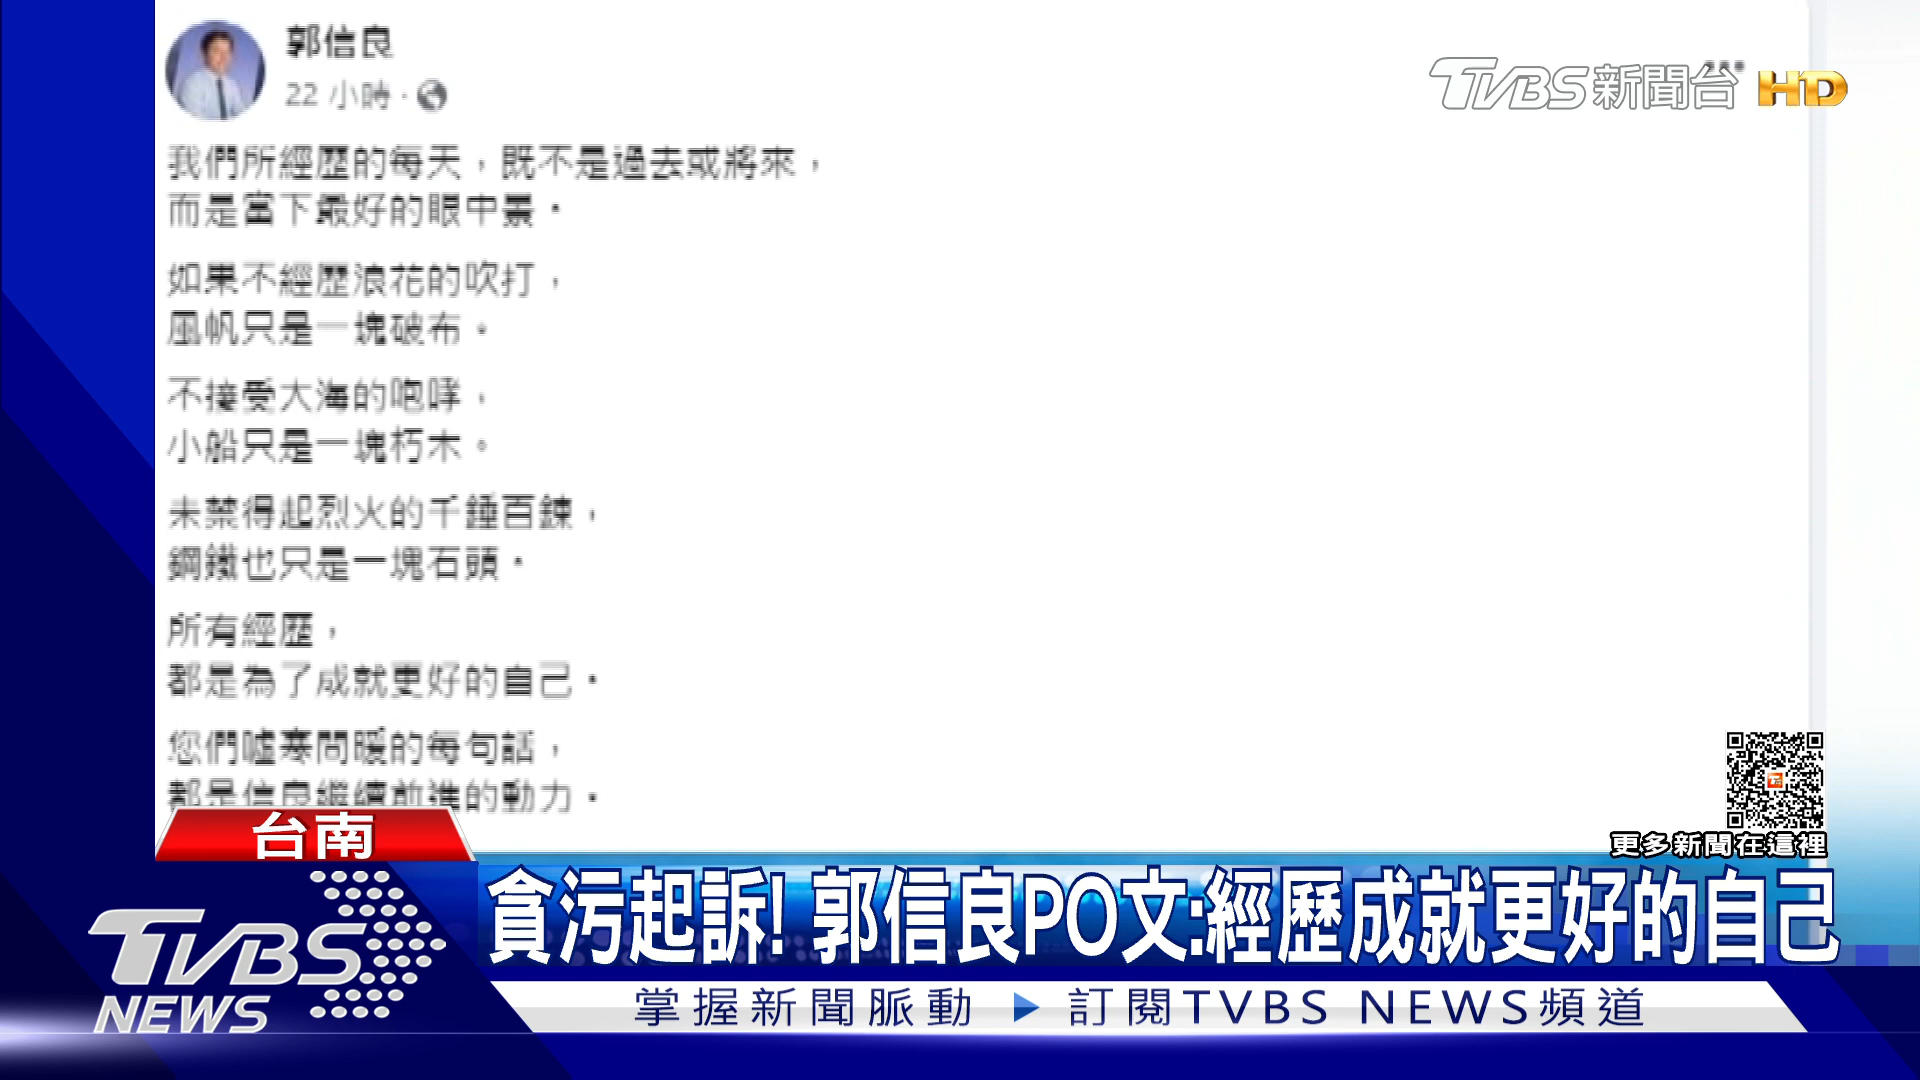 郭信良
22 小時
TVBS新聞台 HD
我們所經歷的每天，既不是過去或將來，
而是當下最好的眼中景。
如果不經歷浪花的吹打，
風帆只是一塊破布。
不接受大海的咆哮，
小船只是一塊朽木。
未禁得起烈火的千錘百鍊，
鋼鐵也只是一塊石頭。
所有經歷，
都是為了成就更好的自己。
您們噓寒問暖的每句話，
都是信良繼續前進的動力。
更多新聞在這裡
台南
貪污起訴! 郭信良PO文:經歷成就更好的自己
TVBS
NEWS
掌握新聞脈動 ▶ 訂閱TVBS NEWS頻道